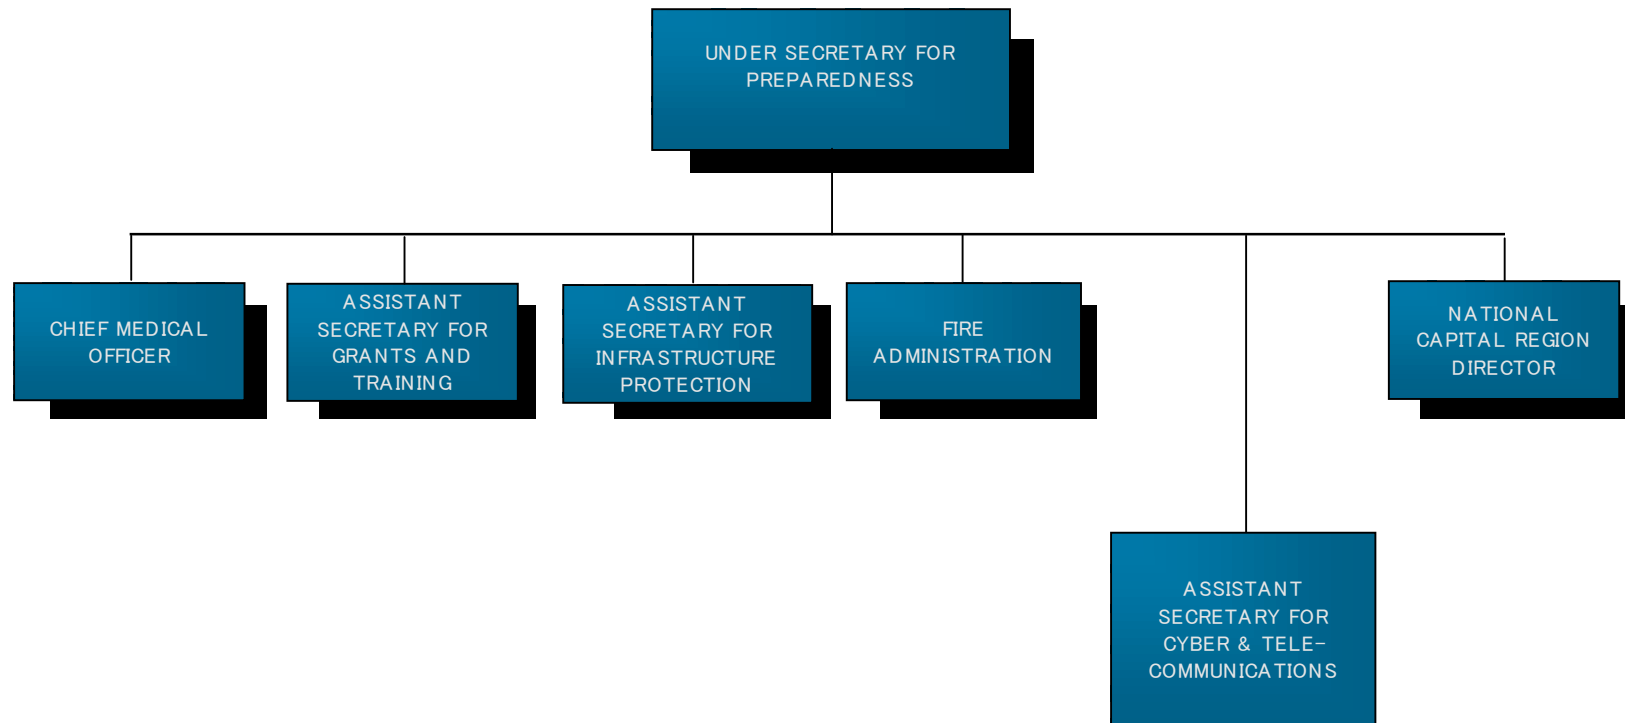 UNDER SECRETARY FOR
PREPAREDNESS
CHIEF MEDICAL
OFFICER
ASSISTANT
SECRETARY FOR
GRANTS AND
TRAINING
ASSISTANT
SECRETARY FOR
INFRASTRUCTURE
PROTECTION
FIRE
ADMINISTRATION
NATIONAL
CAPITAL REGION
DIRECTOR
ASSISTANT
SECRETARY FOR
CYBER & TELE-
COMMUNICATIONS